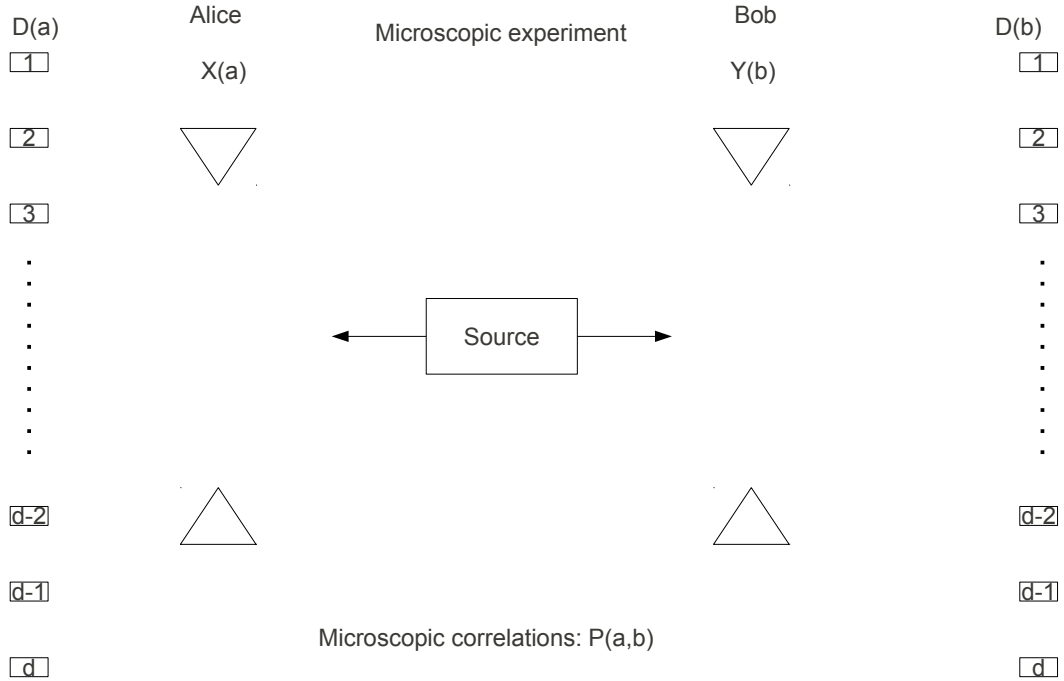 Alice
Bob
D(a)
Microscopic experiment
D(b)
1
X(a)
Y(b)
1
2
2
3
3
Source
d-2
d-2
d-1
d-1
Microscopic correlations: P(a,b)
d
d